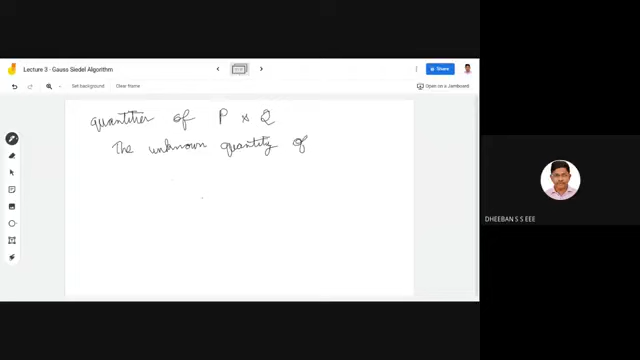 Lecture 3 - Gauss Siedel Algorithm
Share
Set background
Clear frame
Open on a Jamboard
quantities of P & Q
The unknown quantity of
DHEEBAN S S EEE